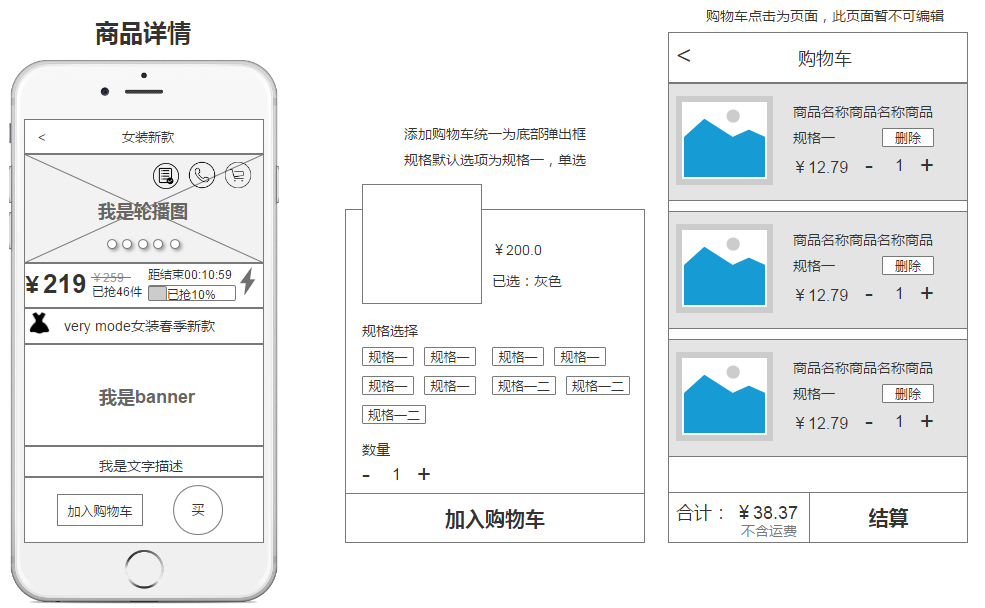 商品详情
<
女装新款
我是轮播图
￥219
￥259
已抢46件
距结束00:10:59
已抢10%
very mode女装春季新款
我是banner
我是文字描述
加入购物车
买
添加购物车统一为底部弹出框
规格默认选项为规格一，单选
￥200.0
已选：灰色
规格选择
规格一 规格一 规格一 规格一
规格一 规格一 规格一二 规格一二
规格一二
数量
- 1 +
加入购物车
购物车点击为页面，此页面暂不可编辑
< 购物车
商品名称商品名称商品
规格一 删除
￥12.79 - 1 +
商品名称商品名称商品
规格一 删除
￥12.79 - 1 +
商品名称商品名称商品
规格一 删除
￥12.79 - 1 +
合计： ￥38.37
不含运费
结算